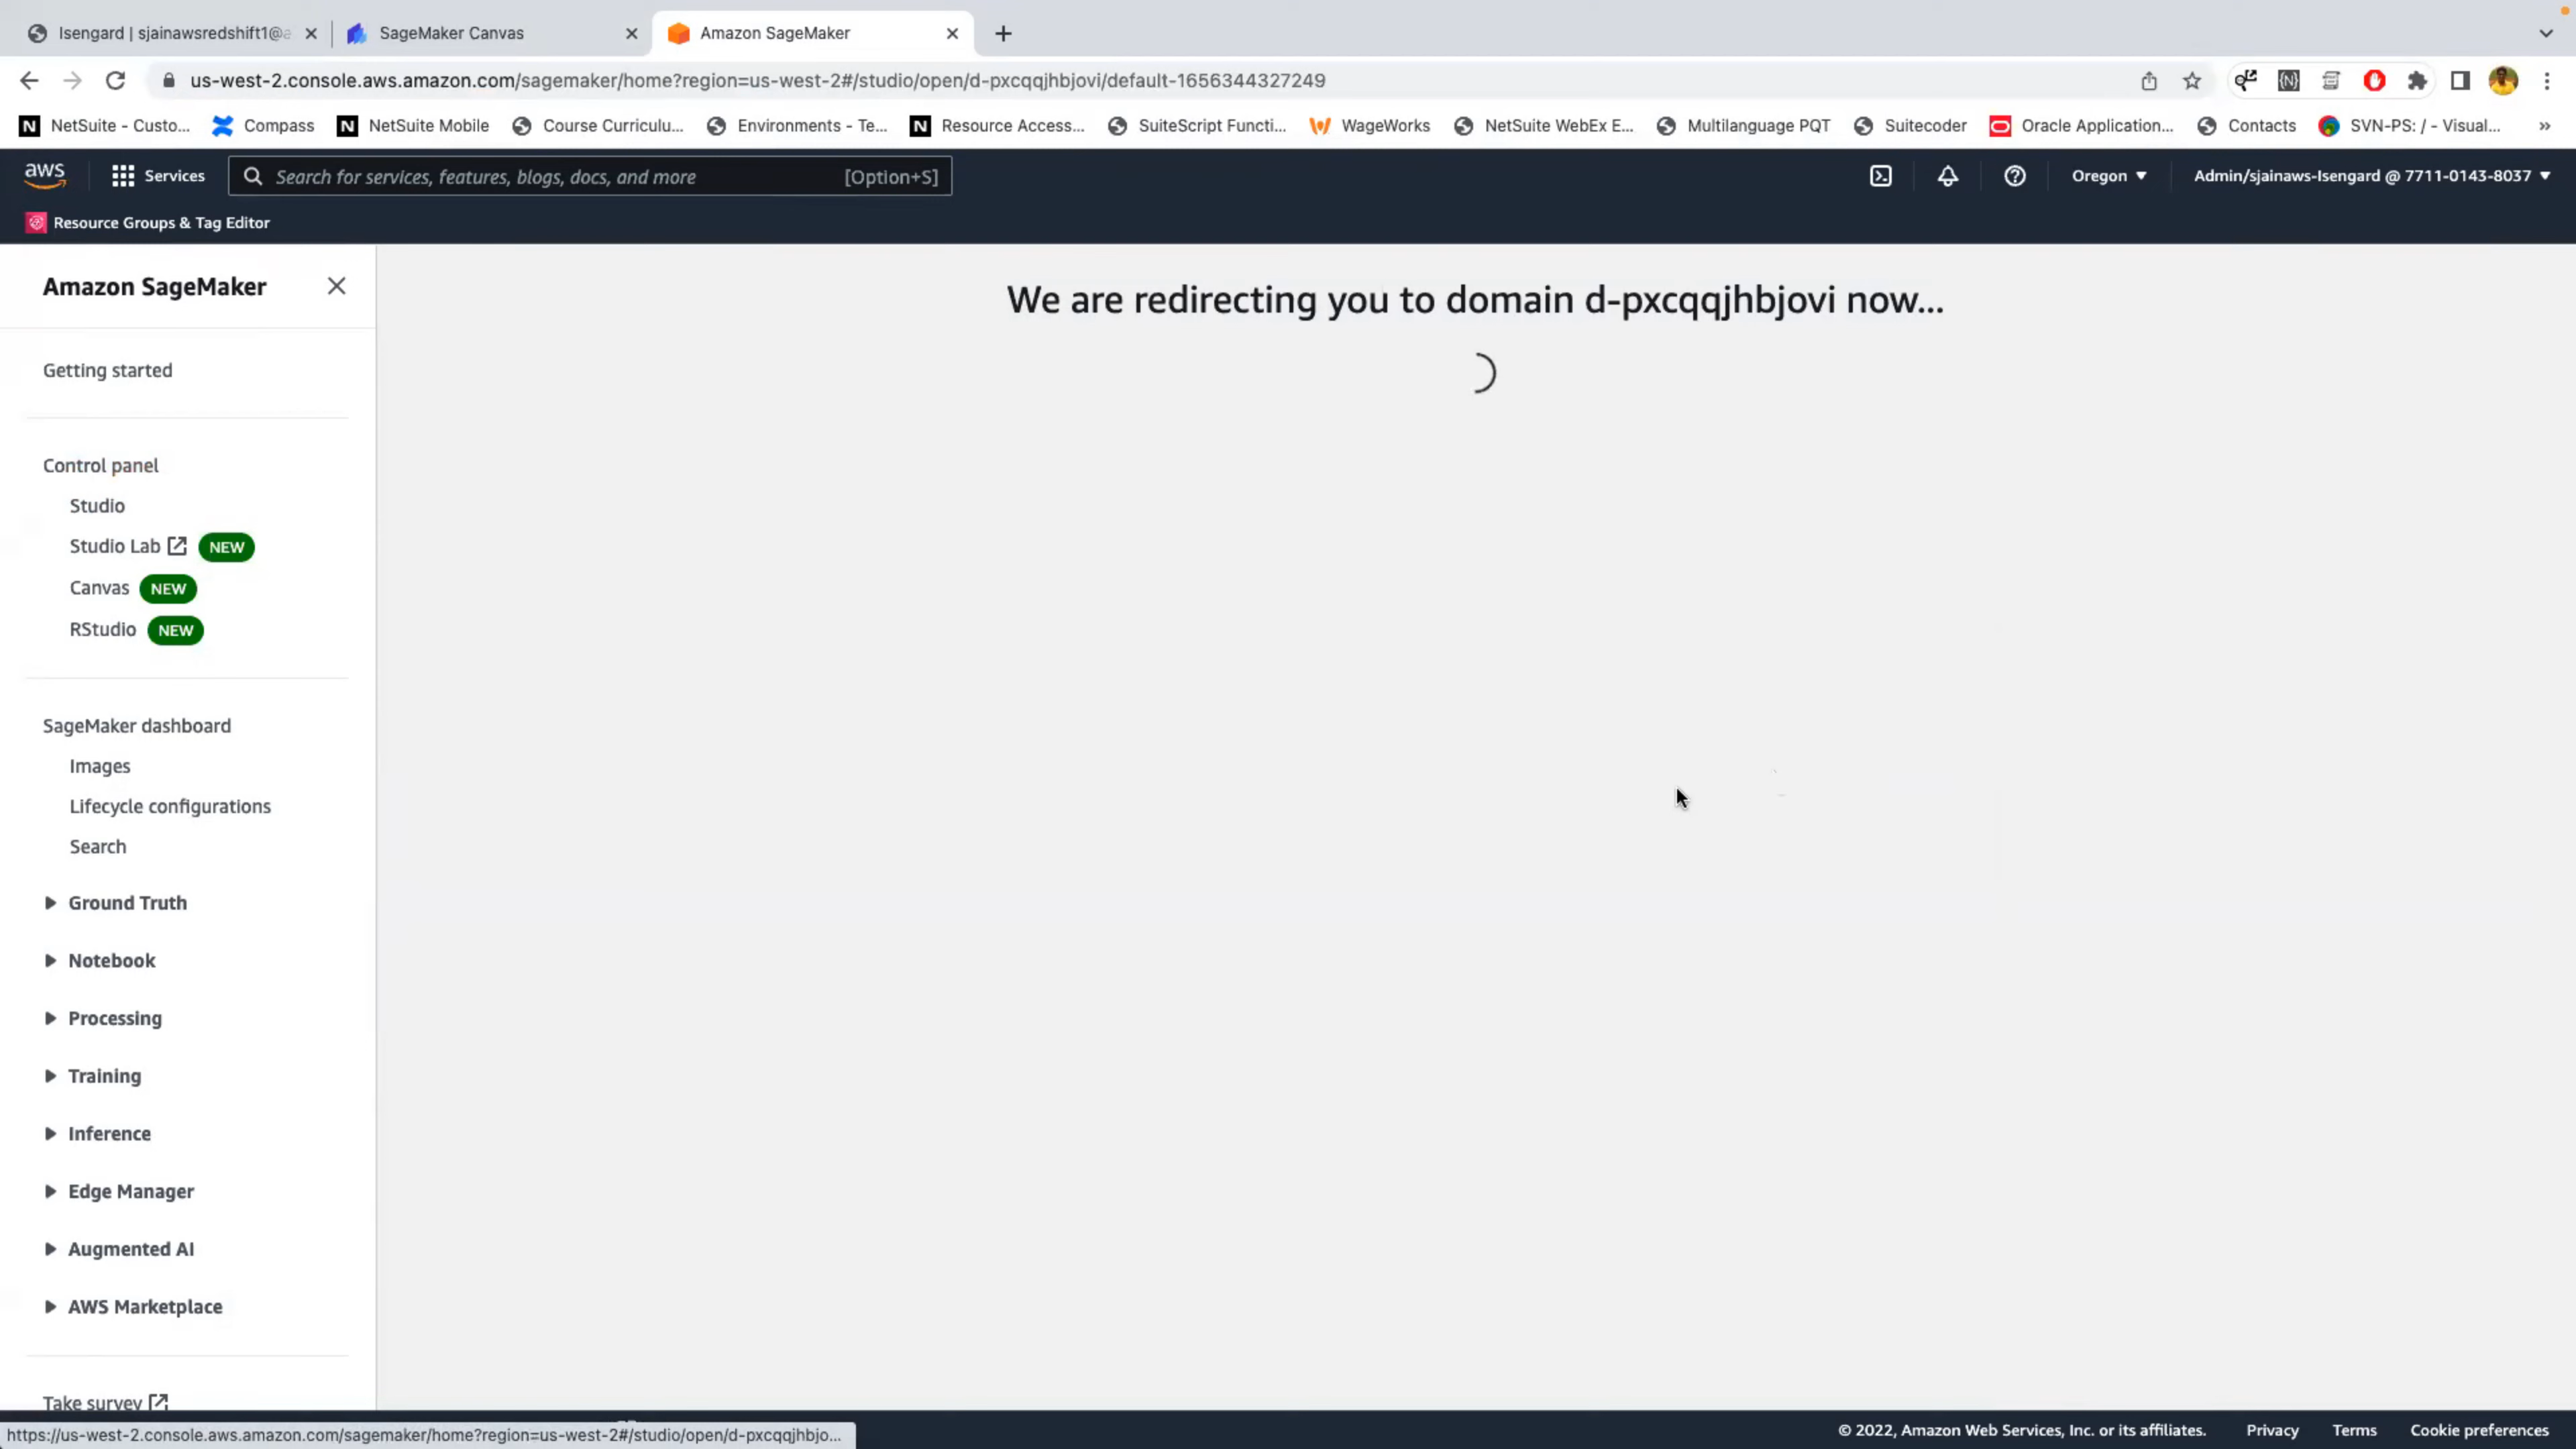 Isengard | sjainawsredshift1@a
SageMaker Canvas
Amazon SageMaker
us-west-2.console.aws.amazon.com/sagemaker/home?region=us-west-2#/studio/open/d-pxcqqjhbjovi/default-1656344327249
NetSuite - Custo...
Compass
NetSuite Mobile
Course Curriculu...
Environments - Te...
Resource Access...
SuiteScript Functi...
WageWorks
NetSuite WebEx E...
Multilanguage PQT
Suitecoder
Oracle Application...
Contacts
SVN-PS: / - Visual...
aws
Services
Search for services, features, blogs, docs, and more
[Option+S]
Oregon
Admin/sjainaws-Isengard @ 7711-0143-8037
Resource Groups & Tag Editor
Amazon SageMaker
Getting started
Control panel
Studio
Studio Lab NEW
Canvas NEW
RStudio NEW
SageMaker dashboard
Images
Lifecycle configurations
Search
Ground Truth
Notebook
Processing
Training
Inference
Edge Manager
Augmented AI
AWS Marketplace
Take survey
We are redirecting you to domain d-pxcqqjhbjovi now...
https://us-west-2.console.aws.amazon.com/sagemaker/home?region=us-west-2#/studio/open/d-pxcqqjhbjo...
© 2022, Amazon Web Services, Inc. or its affiliates.
Privacy
Terms
Cookie preferences